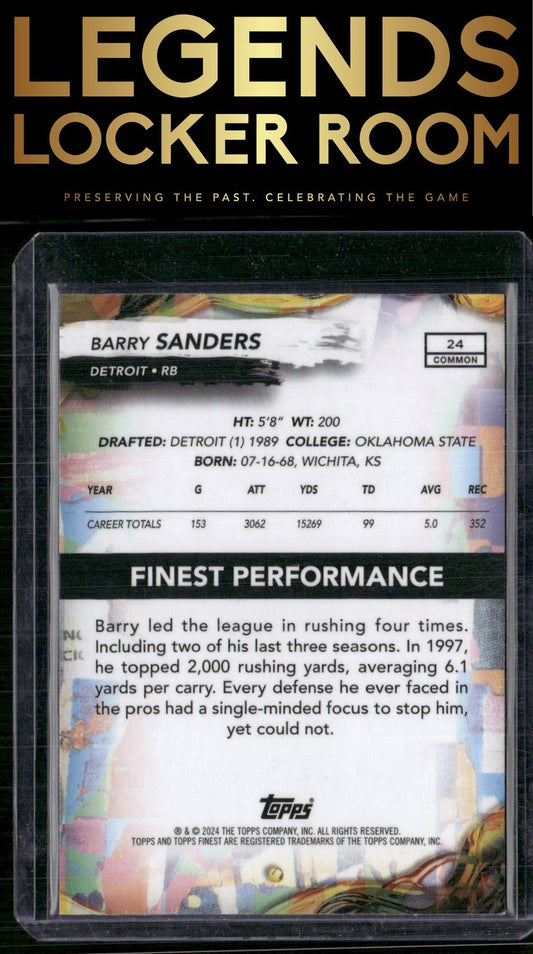 LEGENDS
LOCKER ROOM
PRESERVING THE PAST. CELEBRATING THE GAME
BARRY SANDERS
24
COMMON
DETROIT • RB
HT: 5'8" WT: 200
DRAFTED: DETROIT (1) 1989 COLLEGE: OKLAHOMA STATE
BORN: 07-16-68, WICHITA, KS
YEAR G ATT YDS TD AVG REC
CAREER TOTALS 153 3062 15269 99 5.0 352
FINEST PERFORMANCE
Barry led the league in rushing four times.
Including two of his last three seasons. In 1997,
he topped 2,000 rushing yards, averaging 6.1
yards per carry. Every defense he ever faced in
the pros had a single-minded focus to stop him,
yet could not.
Topps
® & © 2024 THE TOPPS COMPANY, INC. ALL RIGHTS RESERVED.
TOPPS AND TOPPS FINEST ARE REGISTERED TRADEMARKS OF THE TOPPS COMPANY, INC.